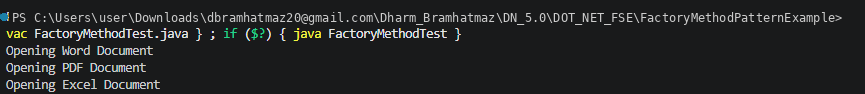 PS C:\Users\user\Downloads\dbramhatmaz20@gmail.com\Dharm_Bramhatmaz\DN_5.0\DOT_NET_FSE\FactoryMethodPatternExample>
vac FactoryMethodTest.java } ; if ($?) { java FactoryMethodTest }
Opening Word Document
Opening PDF Document
Opening Excel Document